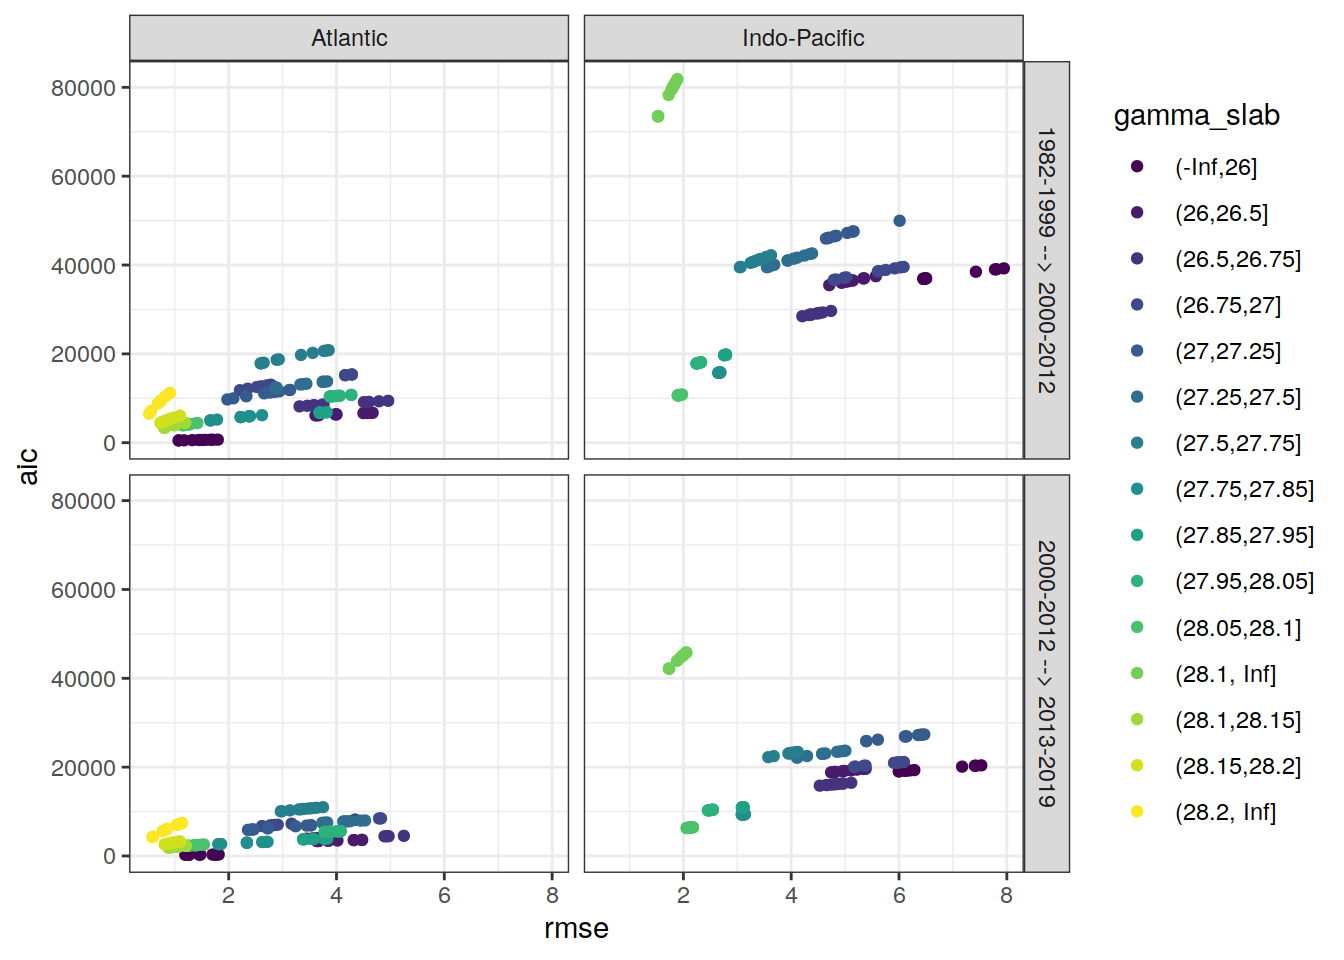 Atlantic
Indo-Pacific
80000
60000
40000
20000
0
1982-1999 --> 2000-2012
80000
60000
40000
20000
0
2000-2012 --> 2013-2019
aic
2 4 6 8
2 4 6 8
rmse
gamma_slab
(-Inf,26]
(26,26.5]
(26.5,26.75]
(26.75,27]
(27,27.25]
(27.25,27.5]
(27.5,27.75]
(27.75,27.85]
(27.85,27.95]
(27.95,28.05]
(28.05,28.1]
(28.1, Inf]
(28.1,28.15]
(28.15,28.2]
(28.2, Inf]